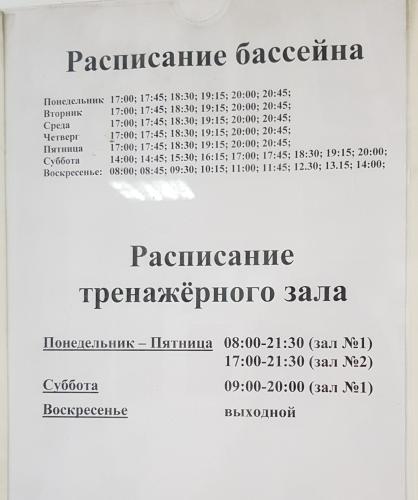 Расписание бассейна
Понедельник 17:00; 17:45; 18:30; 19:15; 20:00; 20:45;
Вторник 17:00; 17:45; 18:30; 19:15; 20:00; 20:45;
Среда 17:00; 17:45; 18:30; 19:15; 20:00; 20:45;
Четверг 17:00; 17:45; 18:30; 19:15; 20:00; 20:45;
Пятница 17:00; 17:45; 18:30; 19:15; 20:00; 20:45;
Суббота 14:00; 14:45; 15:30; 16:15; 17:00; 17:45; 18:30; 19:15; 20:00;
Воскресенье: 08:00; 08:45; 09:30; 10:15; 11:00; 11:45; 12.30; 13.15; 14:00;
Расписание
тренажёрного зала
Понедельник – Пятница 08:00-21:30 (зал №1)
17:00-21:30 (зал №2)
Суббота 09:00-20:00 (зал №1)
Воскресенье выходной